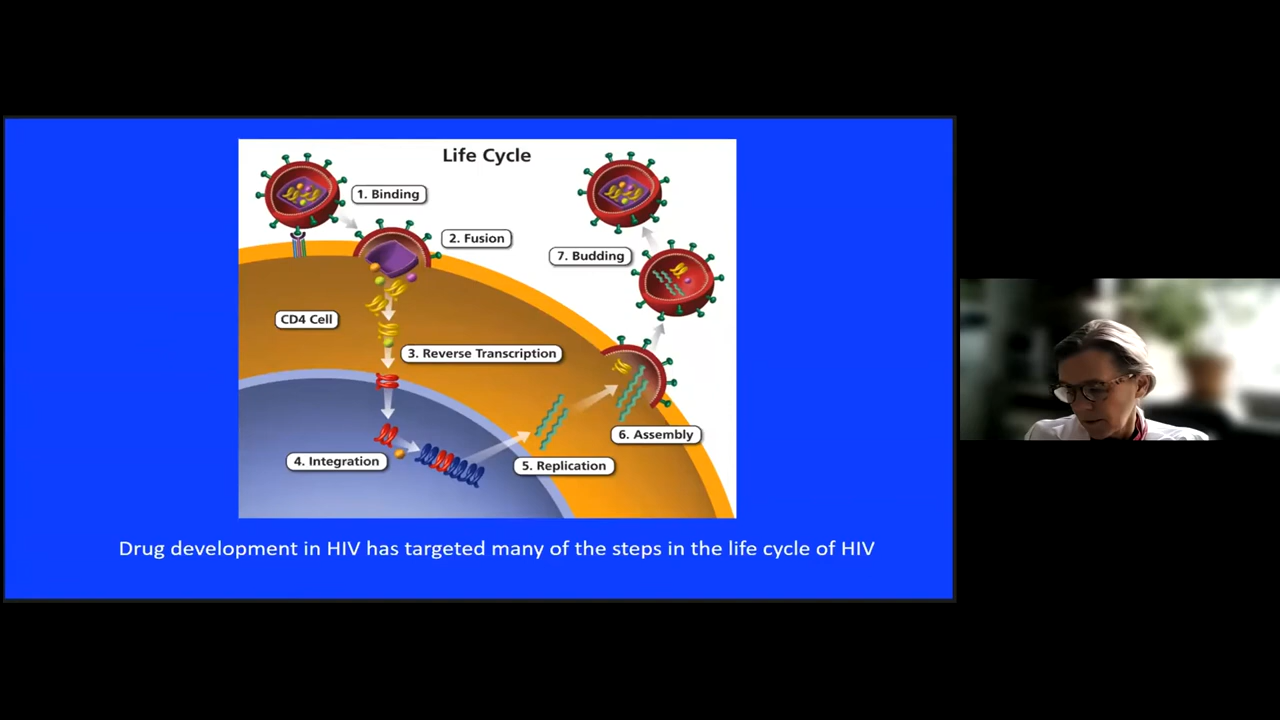 Life Cycle
1. Binding
2. Fusion
7. Budding
CD4 Cell
3. Reverse Transcription
6. Assembly
4. Integration
5. Replication
Drug development in HIV has targeted many of the steps in the life cycle of HIV